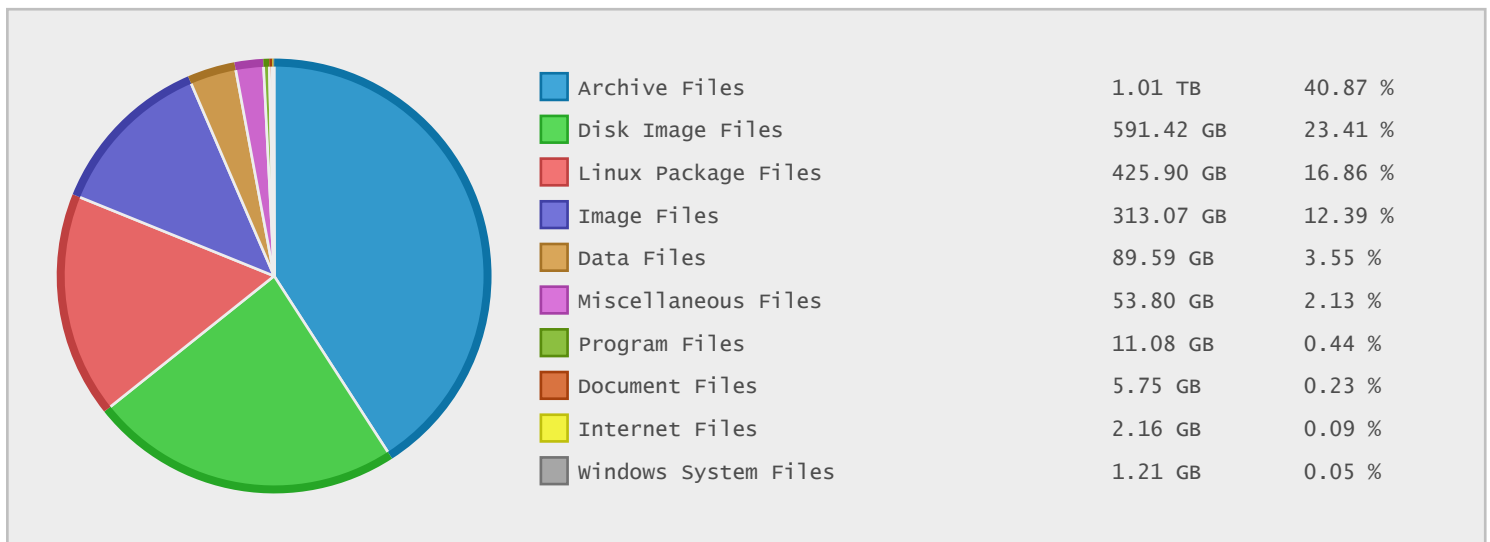 Archive Files 1.01 TB 40.87 %
Disk Image Files 591.42 GB 23.41 %
Linux Package Files 425.90 GB 16.86 %
Image Files 313.07 GB 12.39 %
Data Files 89.59 GB 3.55 %
Miscellaneous Files 53.80 GB 2.13 %
Program Files 11.08 GB 0.44 %
Document Files 5.75 GB 0.23 %
Internet Files 2.16 GB 0.09 %
Windows System Files 1.21 GB 0.05 %